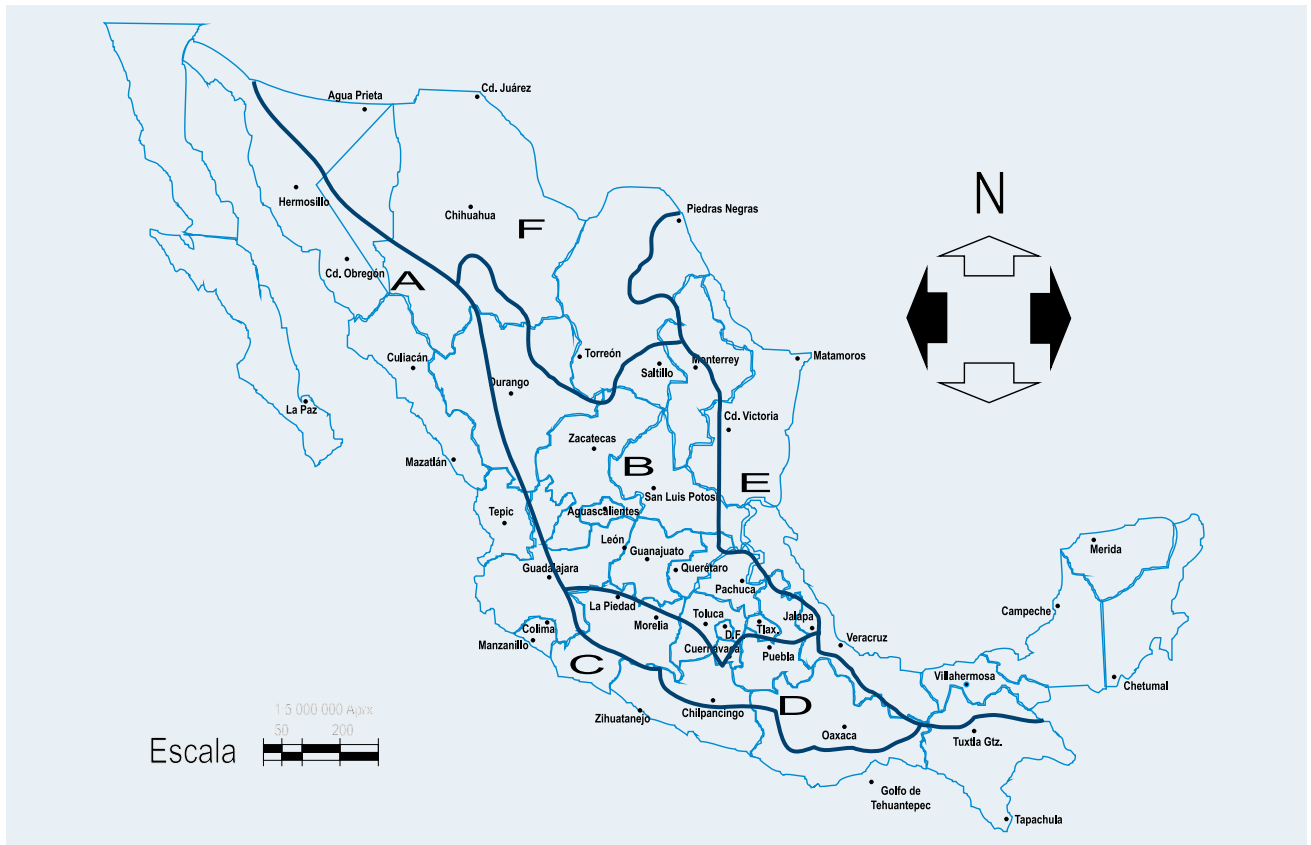 Cd. Juárez
Agua Prieta
N
Hermosillo
Chihuahua
Piedras Negras
F
Cd. Obregón
A
Culiacán
Torreón
Monterrey
Matamoros
Saltillo
Durango
La Paz
Cd. Victoria
Zacatecas
Mazatlán
B
E
San Luis Potosí
Tepic
Aguascalientes
León
Guanajuato
Merida
Guadalajara
Querétaro
Pachuca
La Piedad
Campeche
Toluca
Jalapa
Colima
Morelia
D.F.
Tlax.
Manzanillo
Veracruz
Cuernavaca
Puebla
C
Villahermosa
Chetumal
D
1:5 000 000 Aprx
Zihuatanejo
Chilpancingo
50
200
Oaxaca
Tuxtla Gtz.
Escala
Golfo de
Tehuantepec
Tapachula